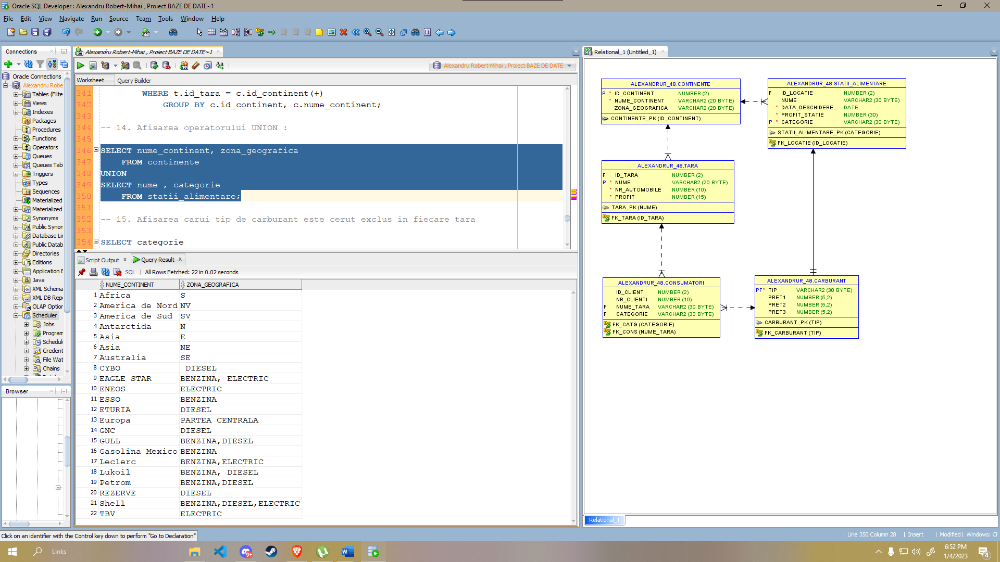 Oracle SQL Developer : Alexandru Robert-Mihai , Proiect BAZE DE DATE~1
File Edit View Navigate Run Source Team Tools Window Help
Connections
Oracle Connections
Alexandru Robe
Tables (Filte
Views
Indexes
Packages
Procedures
Functions
Operators
Queues
Queues Tab
Triggers
Types
Sequences
Materialized
Materialized
Synonyms
Public Synon
Database Lin
Public Datab
Directories
Editions
Application E
Java
XML Schema
XML DB Repo
OLAP Option
Scheduler
Jobs
Program
Schedul
Credent
File Wat
Chains
Browser
Alexandru Robert-Mihai , Proiect BAZE DE DATE~1
Alexandru Robert-Mihai , Proiect BAZE DE DATE
Worksheet Query Builder
341 WHERE t.id_tara = c.id_continent(+)
342 GROUP BY c.id_continent, c.nume_continent;
343
344 -- 14. Afisarea operatorului UNION :
345
346 SELECT nume_continent, zona_geografica
347 FROM continente
348 UNION
349 SELECT nume , categorie
350 FROM statii_alimentare;
351
352 -- 15. Afisarea carui tip de carburant este cerut exclus in fiecare tara
353
354 SELECT categorie
Script Output Query Result
SQL All Rows Fetched: 22 in 0.02 seconds
NUME_CONTINENT ZONA_GEOGRAFICA
1 Africa S
2 America de Nord NV
3 America de Sud SV
4 Antarctida N
5 Asia E
6 Asia NE
7 Australia SE
8 CYBO DIESEL
9 EAGLE STAR BENZINA, ELECTRIC
10 ENEOS ELECTRIC
11 ESSO BENZINA
12 ETURIA DIESEL
13 Europa PARTEA CENTRALA
14 GNC DIESEL
15 GULL BENZINA,DIESEL
16 Gasolina Mexico BENZINA
17 Leclerc BENZINA,ELECTRIC
18 Lukoil BENZINA, DIESEL
19 Petrom BENZINA,DIESEL
20 REZERVE DIESEL
21 Shell BENZINA,DIESEL,ELECTRIC
22 TBV ELECTRIC
Relational_1 (Untitled_1)
ALEXANDRUR_48.CONTINENTE
P * ID_CONTINENT NUMBER (2)
* NUME_CONTINENT VARCHAR2 (20 BYTE)
ZONA_GEOGRAFICA VARCHAR2 (20 BYTE)
CONTINENTE_PK (ID_CONTINENT)
ALEXANDRUR_48.STATII_ALIMENTARE
F ID_LOCATIE NUMBER (2)
NUME VARCHAR2 (30 BYTE)
* DATA_DESCHIDERE DATE
* PROFIT_STATIE NUMBER (30)
P * CATEGORIE VARCHAR2 (30 BYTE)
STATII_ALIMENTARE_PK (CATEGORIE)
FK_LOCATIE (ID_LOCATIE)
ALEXANDRUR_48.TARA
F ID_TARA NUMBER (2)
P * NUME VARCHAR2 (20 BYTE)
* NR_AUTOMOBILE NUMBER (10)
* PROFIT NUMBER (15)
TARA_PK (NUME)
FK_TARA (ID_TARA)
ALEXANDRUR_48.CONSUMATORI
ID_CLIENT NUMBER (2)
NR_CLIENTI NUMBER (10)
F NUME_TARA VARCHAR2 (30 BYTE)
F CATEGORIE VARCHAR2 (30 BYTE)
FK_CATG (CATEGORIE)
FK_CONS (NUME_TARA)
ALEXANDRUR_48.CARBURANT
PF* TIP VARCHAR2 (30 BYTE)
PRET1 NUMBER (5,2)
PRET2 NUMBER (5,2)
PRET3 NUMBER (5,2)
CARBURANT_PK (TIP)
FK_CARBURANT (TIP)
Relational_1
Click on an identifier with the Control key down to perform "Go to Declaration"
Line 350 Column 28 Insert Modified Windows: CF
Links
6:52 PM
1/4/2023
9+
4